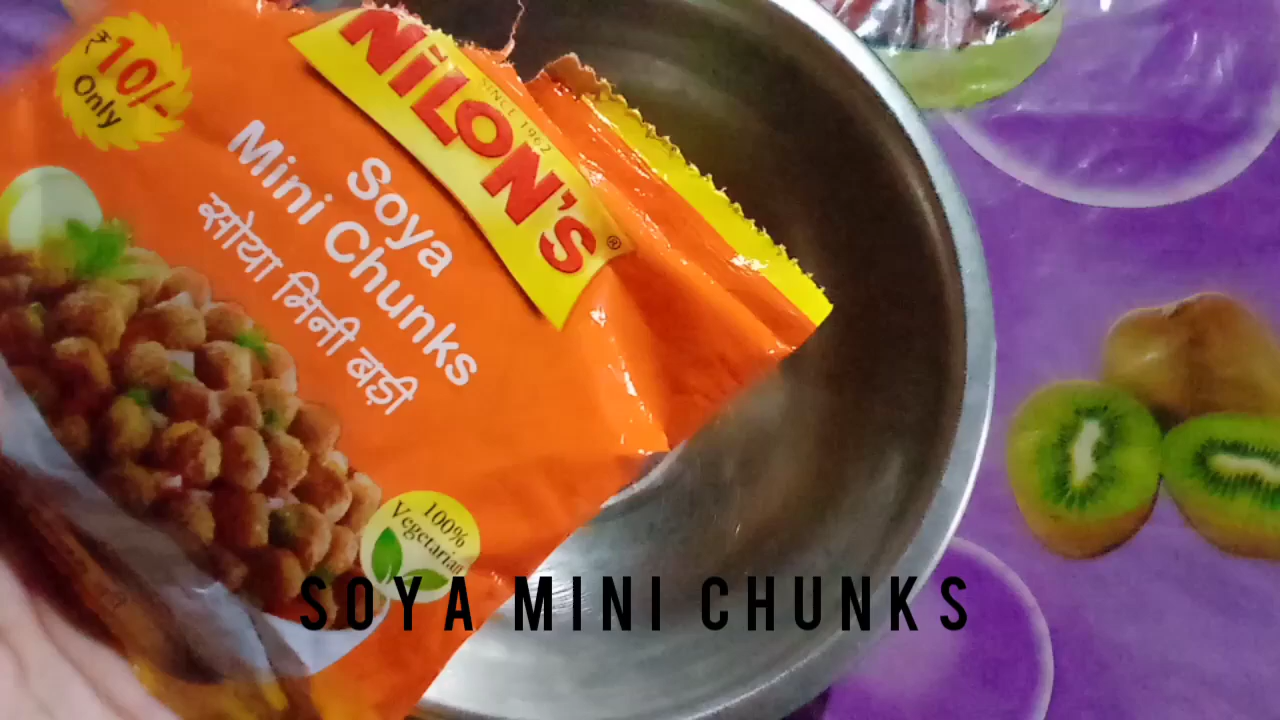 ₹10/-
Only
NiLON'S
SINCE 1962
®
Soya
Mini Chunks
सोया मिनी बड़ी
100%
Vegetarian
SOYA MINI CHUNKS